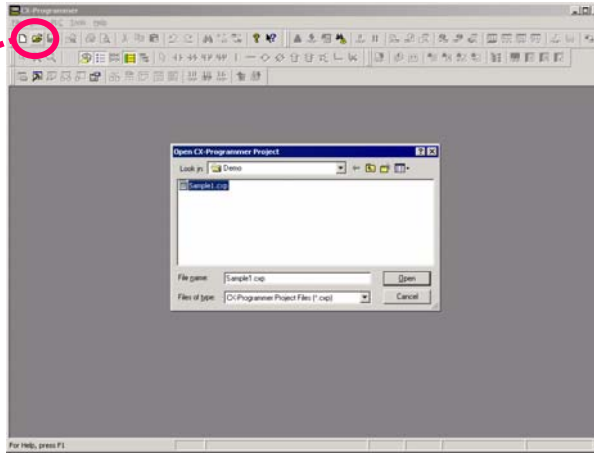 CX-Programmer
File PLC Tools Help
Open CX-Programmer Project
Look in: Demo
Sample1.cxp
File name: Sample1.cxp Open
Files of type: CX-Programmer Project Files (*.cxp) Cancel
For Help, press F1